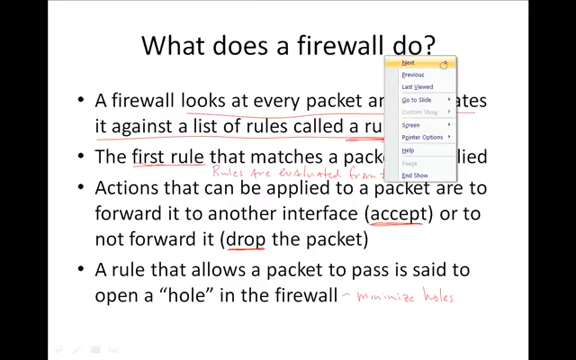 What does a firewall do?
Next
Previous
Last Viewed
Go to Slide
Custom Show
Screen
Pointer Options
Help
Pause
End Show
• A firewall looks at every packet an ates
it against a list of rules called a ru
• The first rule that matches a pack lied
Rules are evaluated from
• Actions that can be applied to a packet are to
forward it to another interface (accept) or to
not forward it (drop the packet)
• A rule that allows a packet to pass is said to
open a “hole” in the firewall - minimize holes